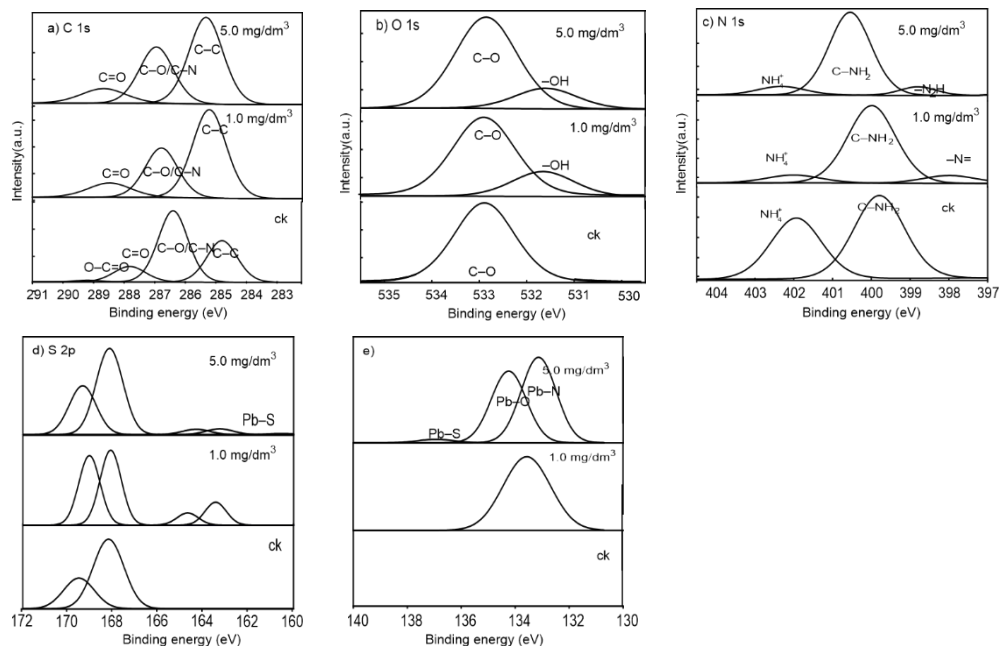 a) C 1s
5.0 mg/dm³
C–C
C–O/C–N
C=O
1.0 mg/dm³
C–C
C–O/C–N
C=O
ck
C=O
C–O/C–N
O–C=O
C–C
Intensity(a.u.)
291 290 289 288 287 286 285 284 283
Binding energy (eV)
b) O 1s
5.0 mg/dm³
C–O
–OH
1.0 mg/dm³
C–O
–OH
ck
C–O
Intensity(a.u.)
535 534 533 532 531 530
Binding energy (eV)
c) N 1s
5.0 mg/dm³
C–NH₂
NH₄⁺
–N₂H
1.0 mg/dm³
C–NH₂
NH₄⁺
–N=
NH₄⁺
C–NH₂
ck
Intensity(a.u.)
404 403 402 401 400 399 398 397
Binding energy (eV)
d) S 2p
5.0 mg/dm³
Pb–S
1.0 mg/dm³
ck
172 170 168 166 164 162 160
Binding energy (eV)
e)
5.0 mg/dm³
Pb–N
Pb–O
Pb–S
1.0 mg/dm³
ck
140 138 136 134 133 132 130
Binding energy (eV)